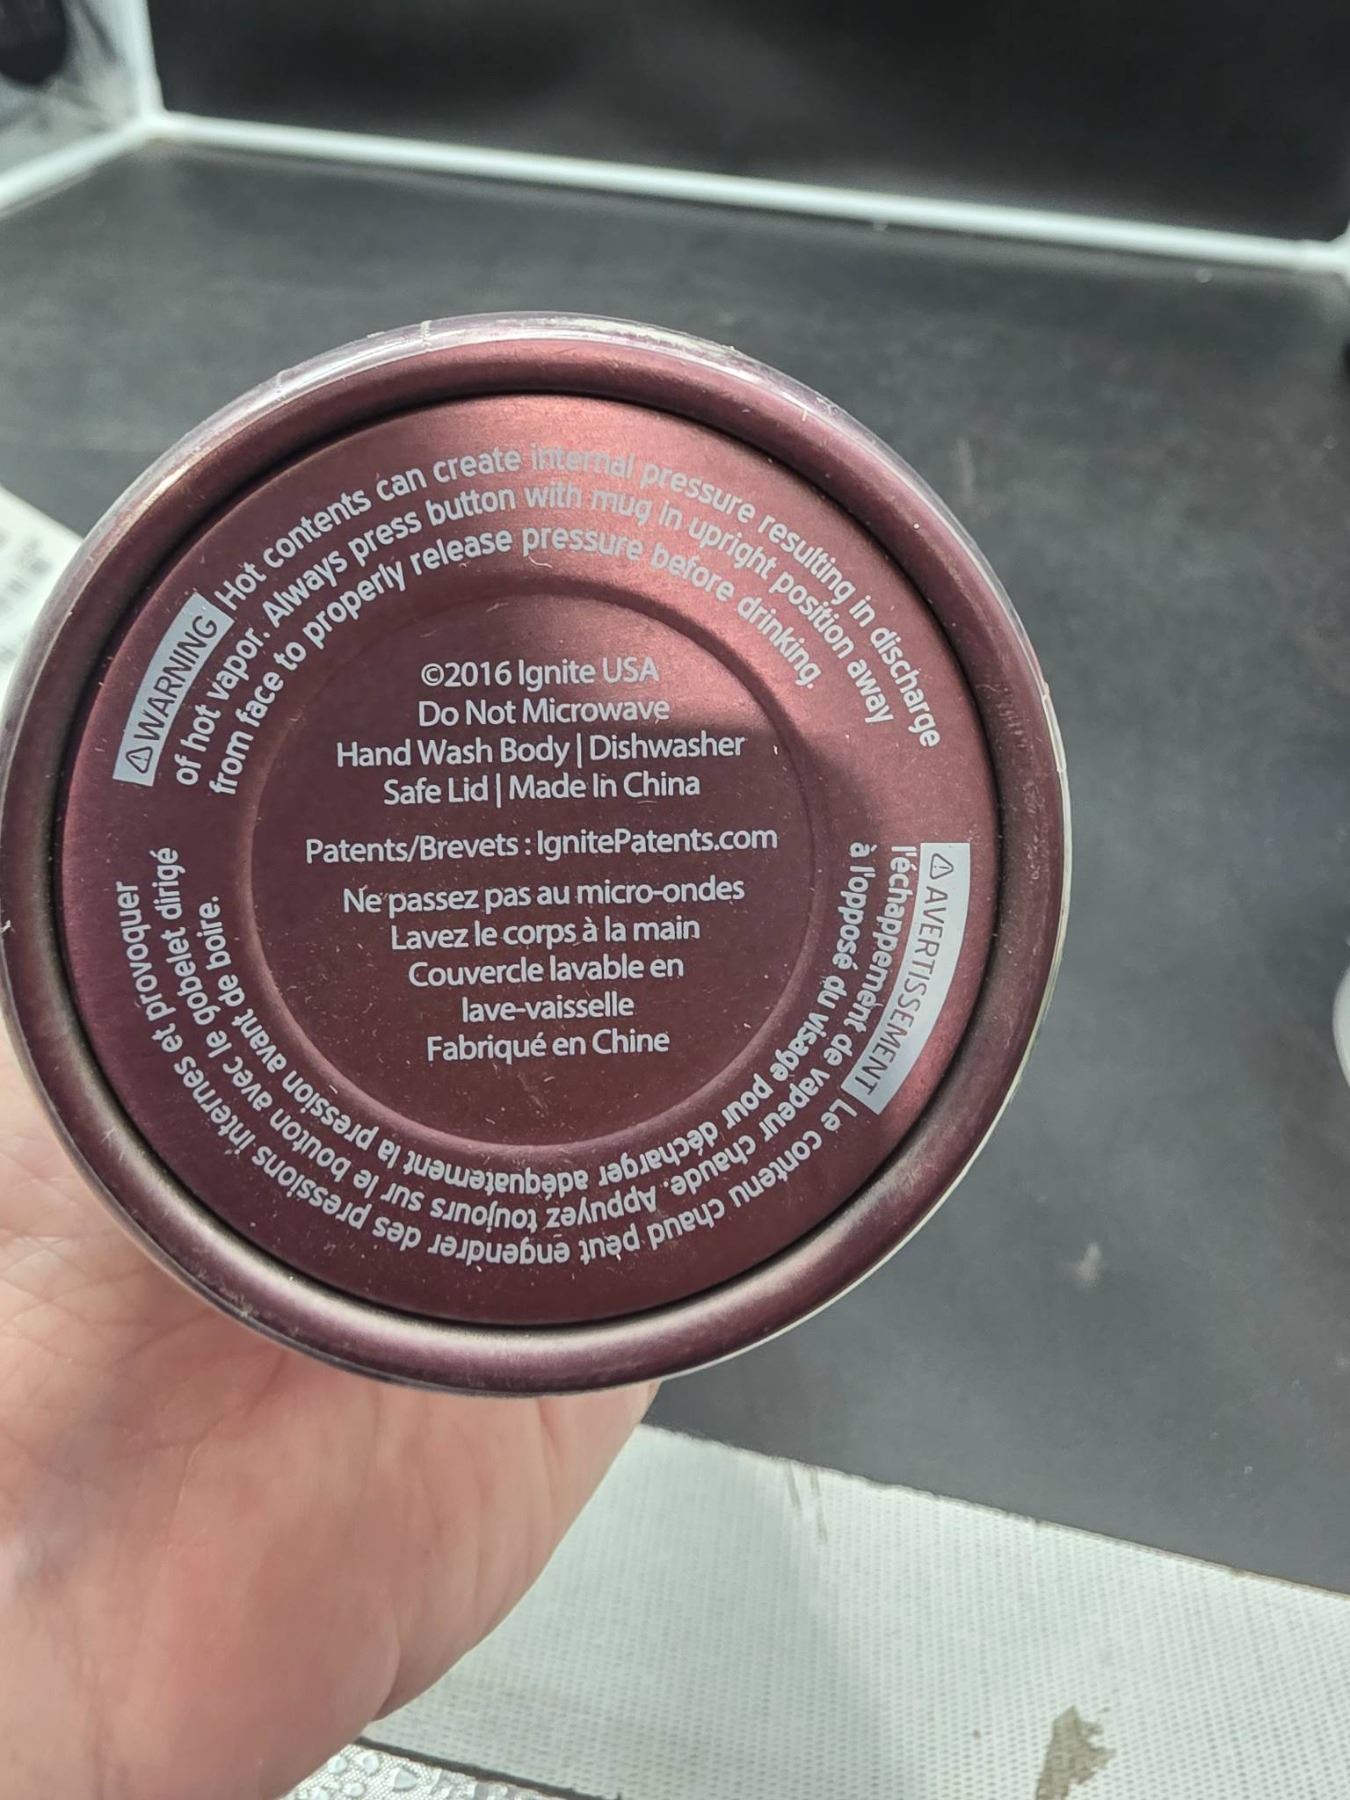 ⚠WARNING Hot contents can create internal pressure resulting in discharge
of hot vapor. Always press button with mug in upright position away
from face to properly release pressure before drinking.
©2016 Ignite USA
Do Not Microwave
Hand Wash Body | Dishwasher
Safe Lid | Made In China
Patents/Brevets : IgnitePatents.com
Ne passez pas au micro-ondes
Lavez le corps à la main
Couvercle lavable en
lave-vaisselle
Fabriqué en Chine
⚠AVERTISSEMENT Le contenu chaud peut engendrer des pressions internes et provoquer
l'échappement de vapeur chaude. Appuyez toujours sur le bouton avec le gobelet dirigé
à l'opposé du visage pour décharger adéquatement la pression avant de boire.